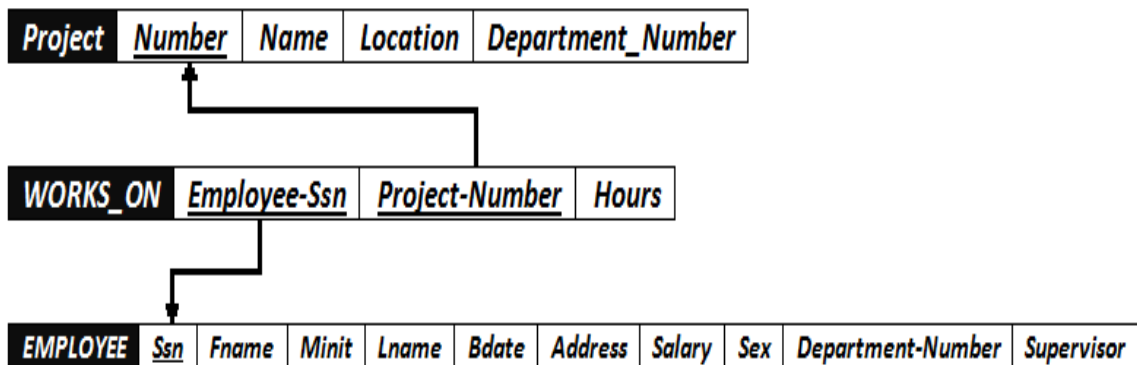 Project Number Name Location Department_Number
WORKS_ON Employee-Ssn Project-Number Hours
EMPLOYEE Ssn Fname Minit Lname Bdate Address Salary Sex Department-Number Supervisor